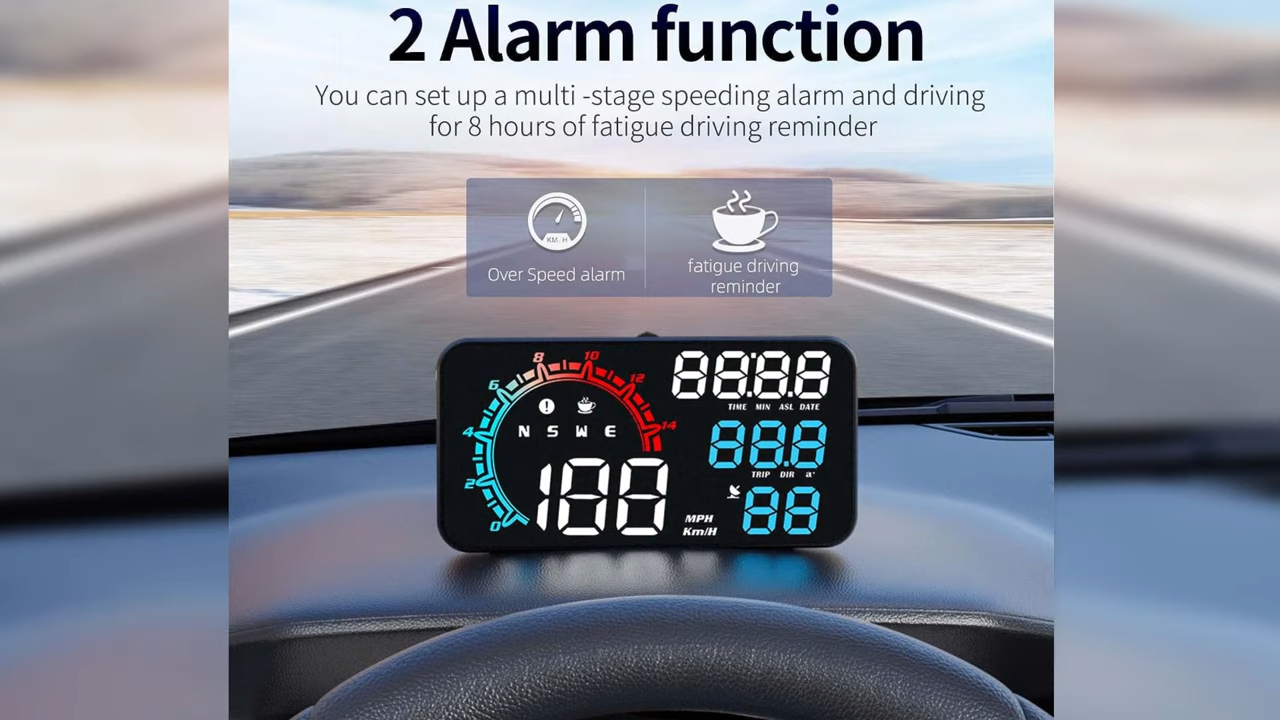 2 Alarm function
You can set up a multi -stage speeding alarm and driving
for 8 hours of fatigue driving reminder
KM/H
Over Speed alarm
fatigue driving
reminder
0 2 4 6 8 10 12 14
N S W E
188
MPH
Km/H
88:8.8
TIME MIN ASL DATE
88.8
TRIP DIR a
88